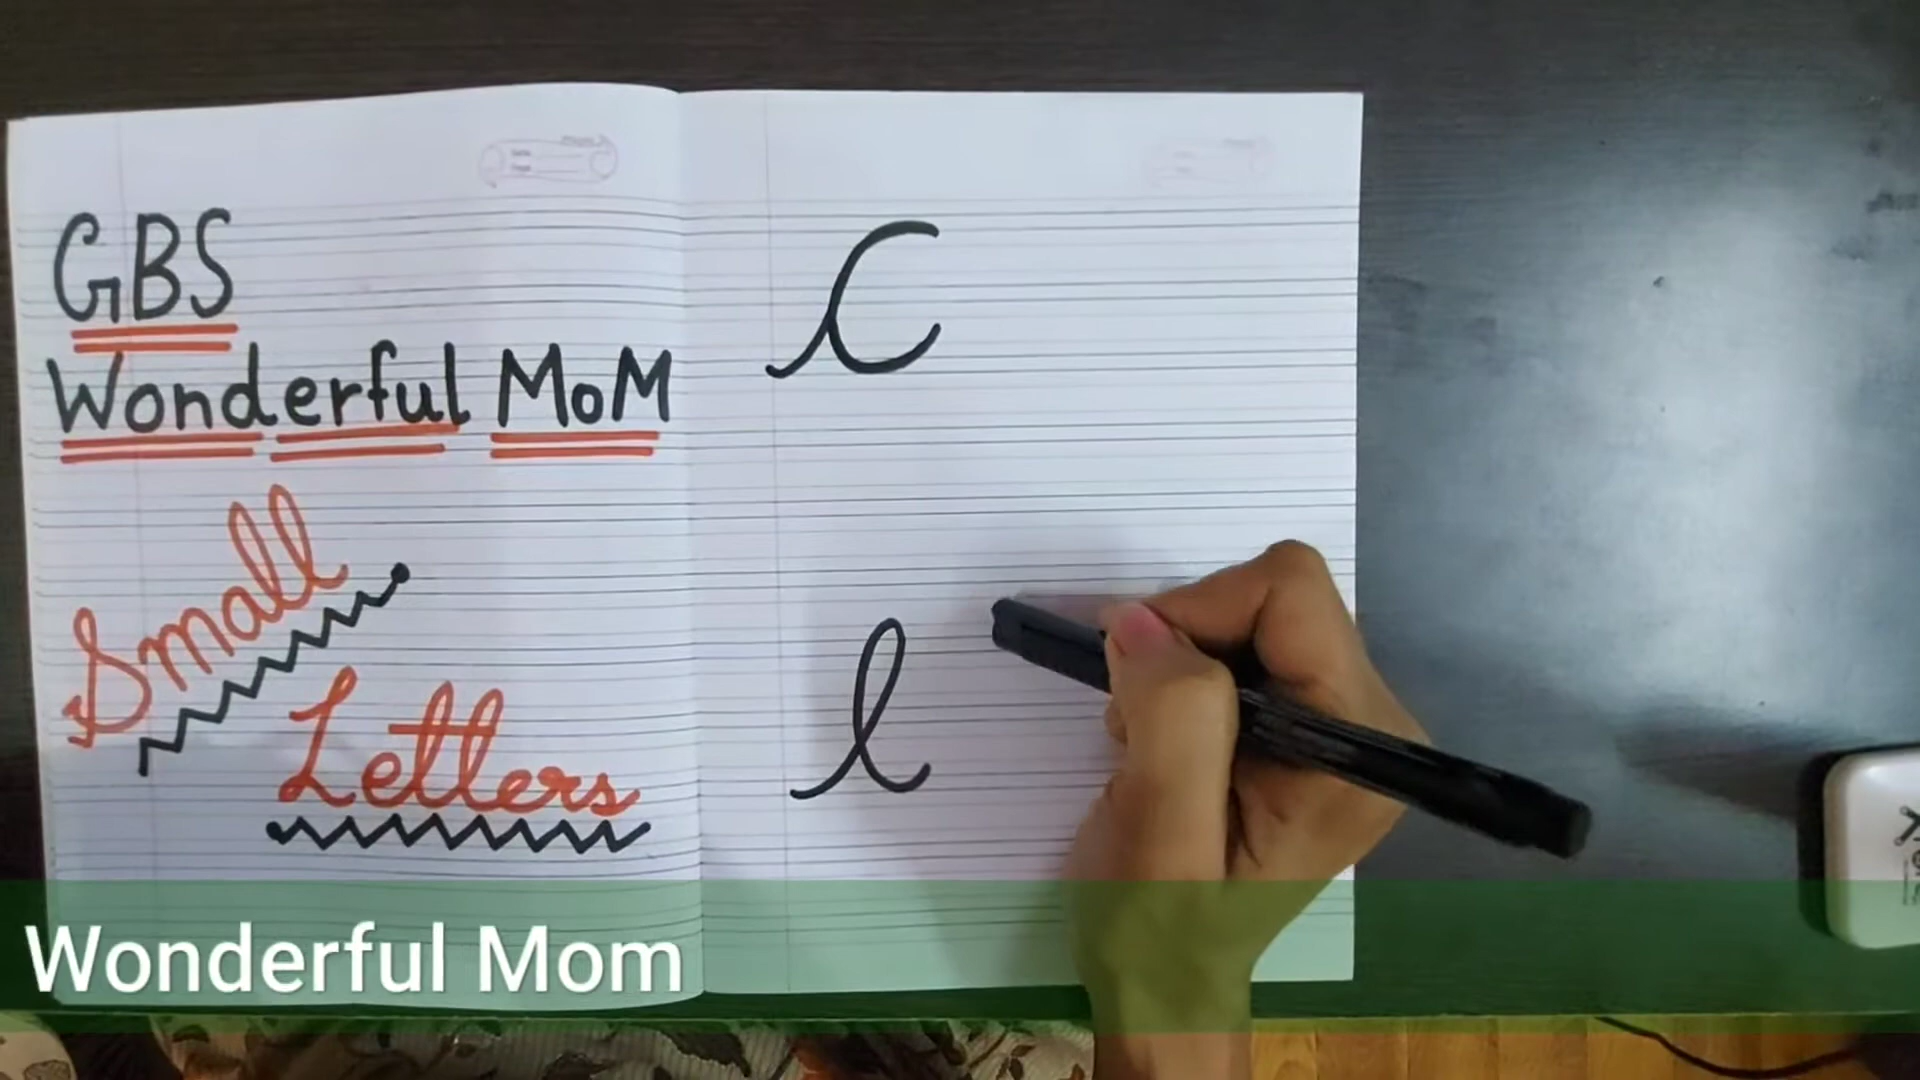 GBS
Wonderful MoM
Small
Letters
c
l
Wonderful Mom